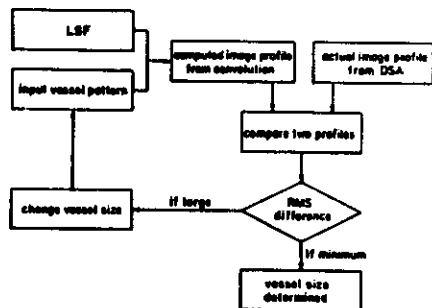 LSF
computed image profile
from convolution
actual image profile
from DSA
input vessel pattern
compare two profiles
change vessel size
if large
RMS
difference
if minimum
vessel size
determined